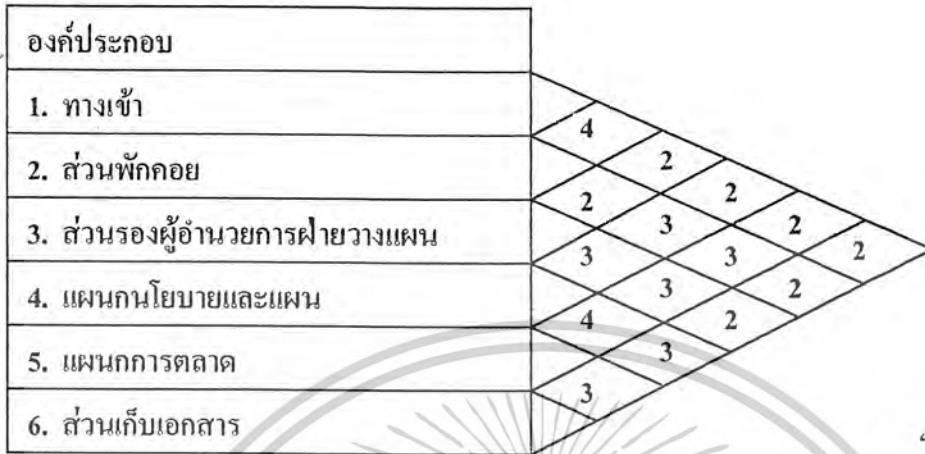 องค์ประกอบ
1. ทางเข้า
4
2
2. ส่วนพักคอย
2
2
3
2
3. ส่วนรองผู้อำนวยการฝ่ายวางแผน
3
3
2
3
2
4. แผนกนโยบายและแผน
4
2
3
5. แผนกการตลาด
3
6. ส่วนเก็บเอกสาร